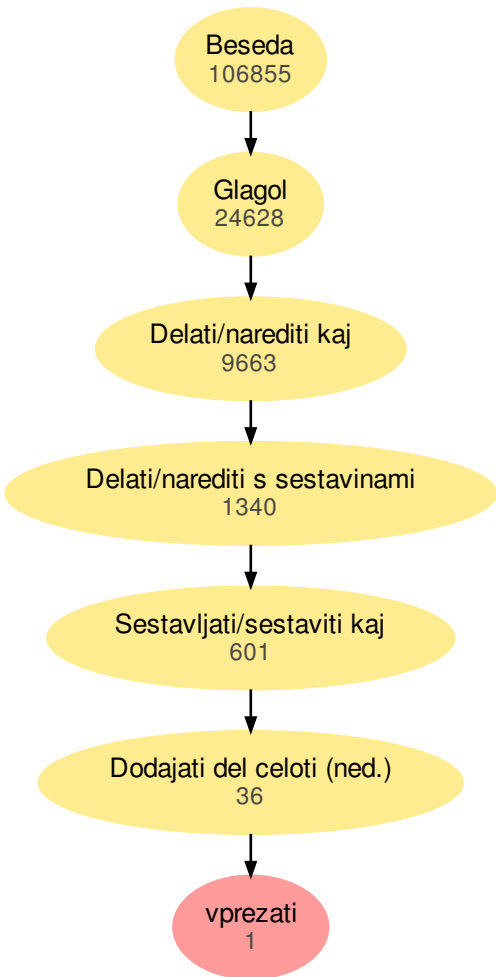 Beseda
106855
Glagol
24628
Delati/narediti kaj
9663
Delati/narediti s sestavinami
1340
Sestavljati/sestaviti kaj
601
Dodajati del celoti (ned.)
36
vprezati
1